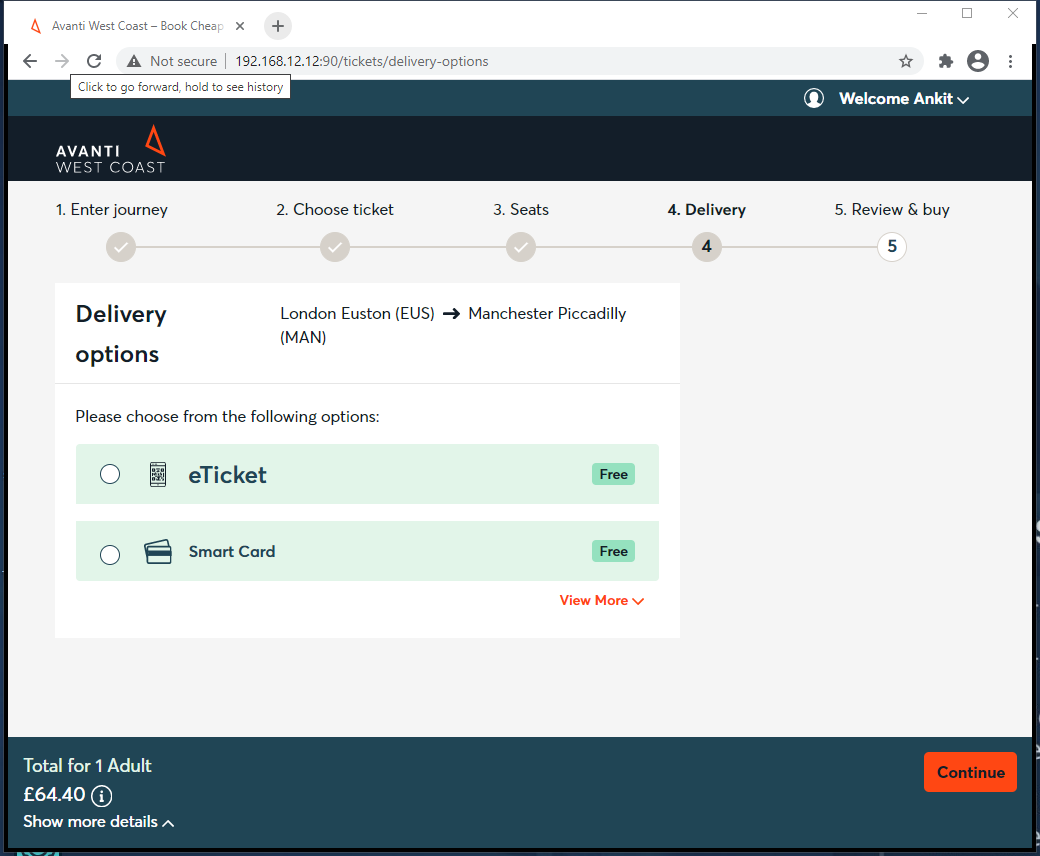 Avanti West Coast – Book Cheap
Not secure
192.168.12.12:90/tickets/delivery-options
Click to go forward, hold to see history
Welcome Ankit
AVANTI
WEST COAST
1. Enter journey
2. Choose ticket
3. Seats
4. Delivery
5. Review & buy
4
5
Delivery
options
London Euston (EUS) → Manchester Piccadilly
(MAN)
Please choose from the following options:
eTicket
Free
Smart Card
Free
View More
Total for 1 Adult
£64.40
Show more details
Continue